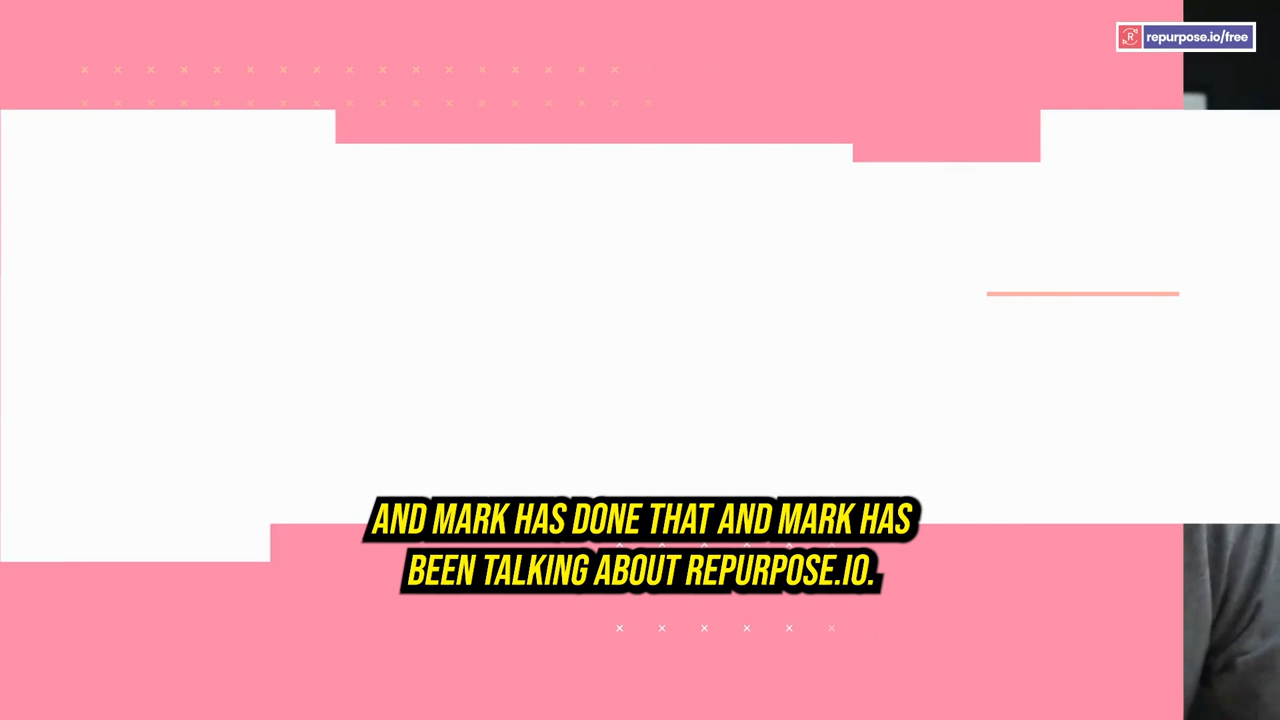 repurpose.io/free
AND MARK HAS DONE THAT AND MARK HAS
BEEN TALKING ABOUT REPURPOSE.IO.